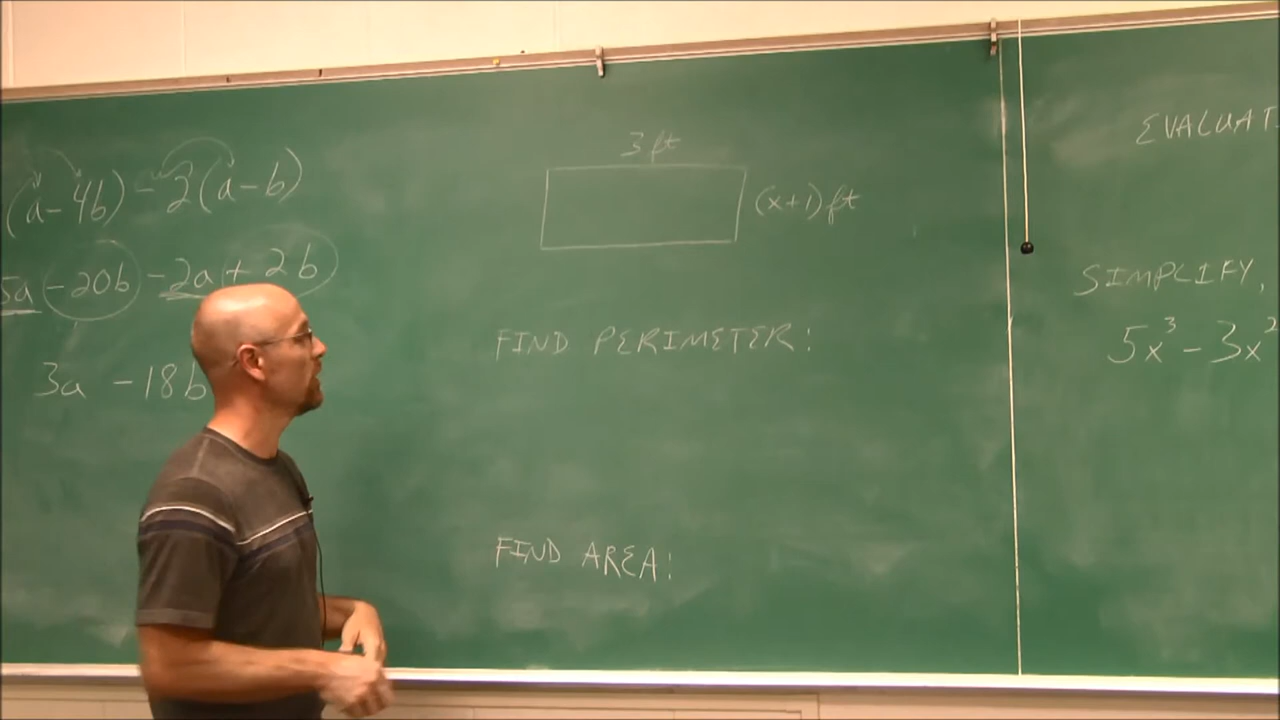 (a-4b) - 2(a-b)
5a - 20b - 2a + 2b
3a - 18b
3 ft
(x+1) ft
FIND PERIMETER:
FIND AREA:
EVALUAT
SIMPLIFY,
5x³ - 3x²